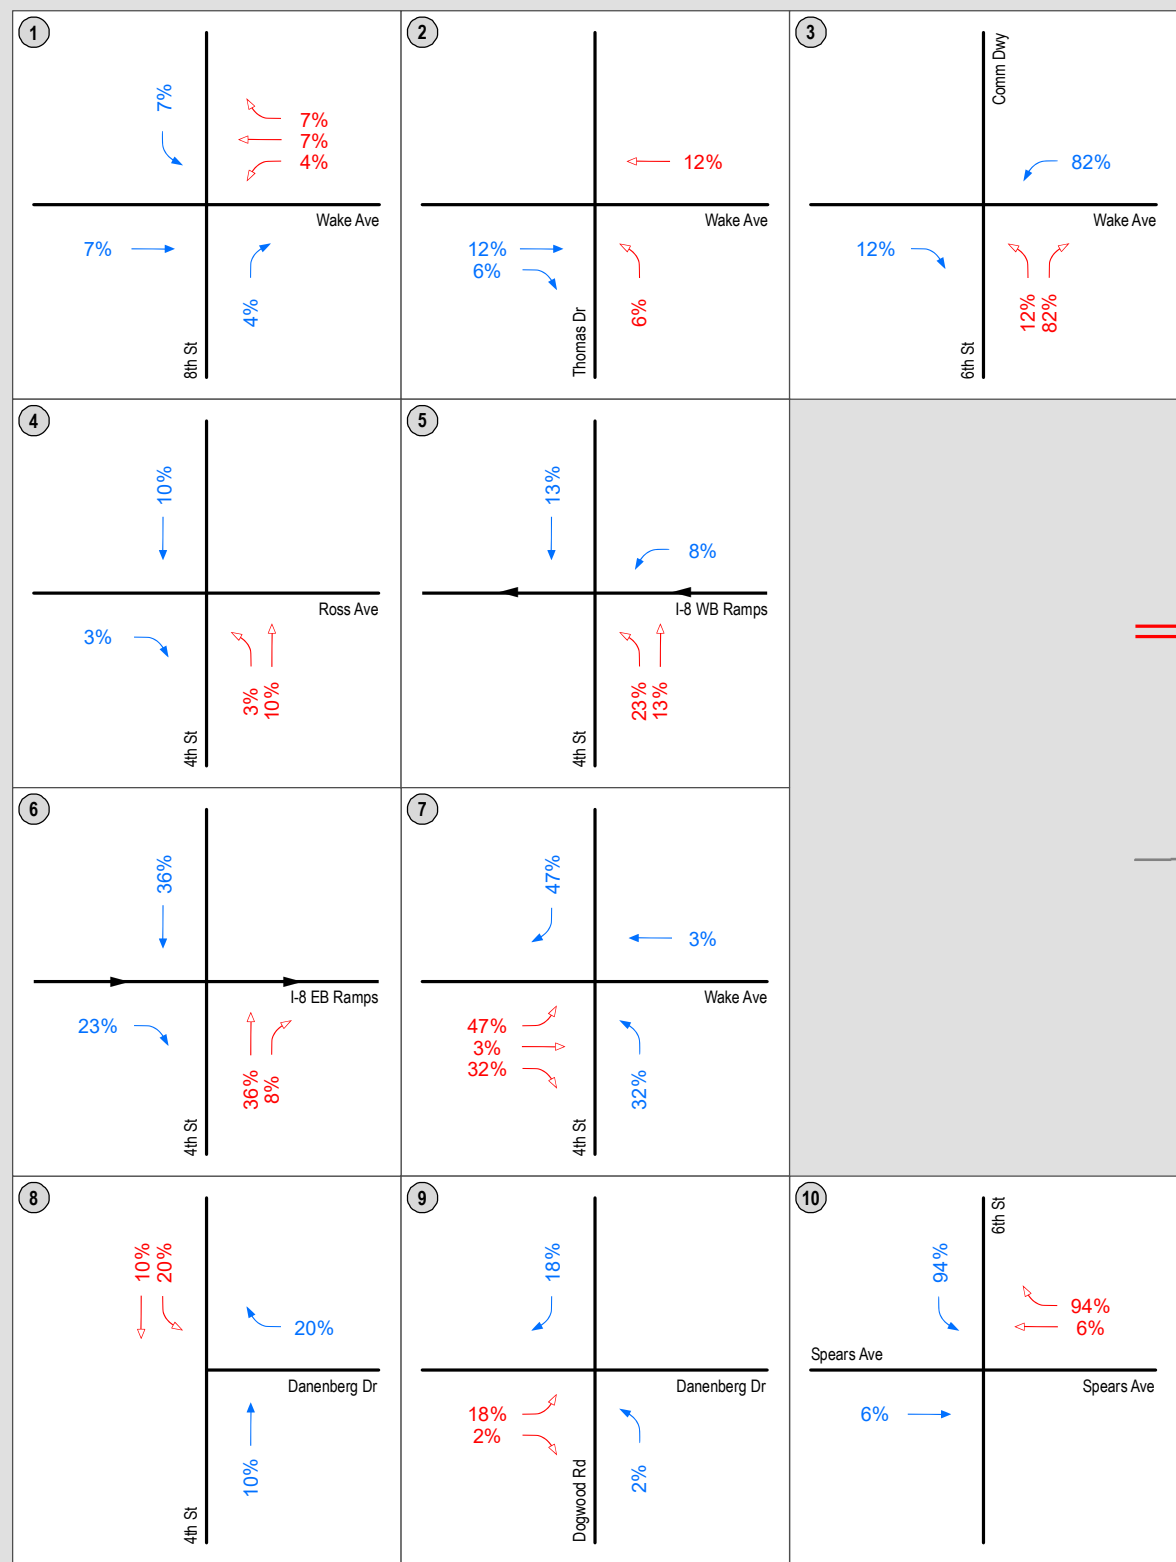 1
7%
7%
7%
4%
Wake Ave
7%
4%
8th St
2
12%
Wake Ave
12%
6%
6%
Thomas Dr
3
Comm Dwy
82%
Wake Ave
12%
12%
82%
6th St
4
10%
Ross Ave
3%
3%
10%
4th St
5
13%
8%
I-8 WB Ramps
23%
13%
4th St
6
36%
I-8 EB Ramps
23%
36%
8%
4th St
7
47%
3%
Wake Ave
47%
3%
32%
32%
4th St
8
10%
20%
20%
Danenberg Dr
10%
4th St
9
18%
Danenberg Dr
18%
2%
2%
Dogwood Rd
10
6th St
94%
94%
6%
Spears Ave
Spears Ave
6%